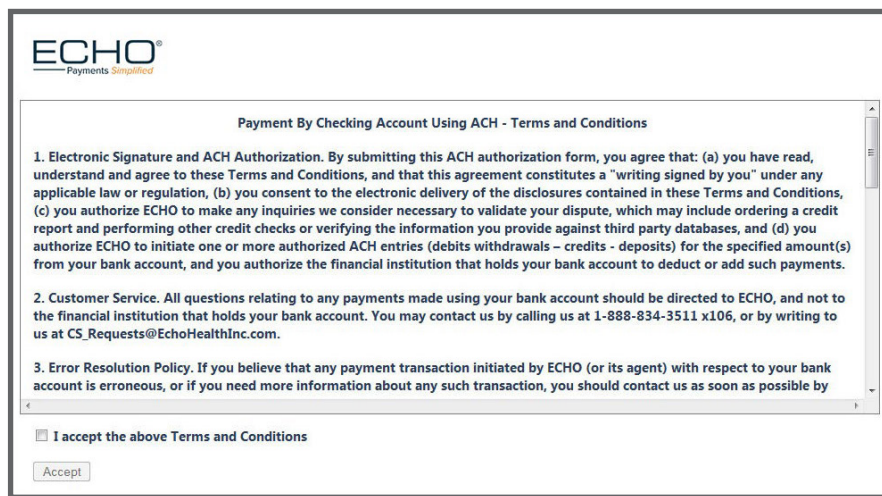 ECHO®
Payments Simplified
Payment By Checking Account Using ACH - Terms and Conditions
1. Electronic Signature and ACH Authorization. By submitting this ACH authorization form, you agree that: (a) you have read,
understand and agree to these Terms and Conditions, and that this agreement constitutes a "writing signed by you" under any
applicable law or regulation, (b) you consent to the electronic delivery of the disclosures contained in these Terms and Conditions,
(c) you authorize ECHO to make any inquiries we consider necessary to validate your dispute, which may include ordering a credit
report and performing other credit checks or verifying the information you provide against third party databases, and (d) you
authorize ECHO to initiate one or more authorized ACH entries (debits withdrawals – credits - deposits) for the specified amount(s)
from your bank account, and you authorize the financial institution that holds your bank account to deduct or add such payments.
2. Customer Service. All questions relating to any payments made using your bank account should be directed to ECHO, and not to
the financial institution that holds your bank account. You may contact us by calling us at 1-888-834-3511 x106, or by writing to
us at CS_Requests@EchoHealthInc.com.
3. Error Resolution Policy. If you believe that any payment transaction initiated by ECHO (or its agent) with respect to your bank
account is erroneous, or if you need more information about any such transaction, you should contact us as soon as possible by
I accept the above Terms and Conditions
Accept